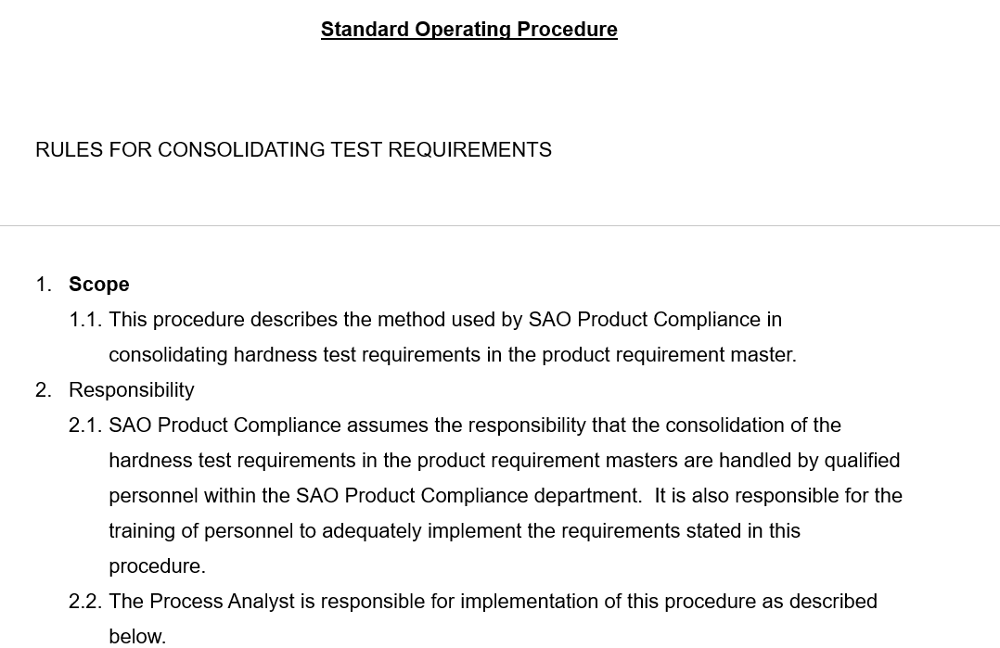 Standard Operating Procedure
RULES FOR CONSOLIDATING TEST REQUIREMENTS
1. Scope
1.1. This procedure describes the method used by SAO Product Compliance in
consolidating hardness test requirements in the product requirement master.
2. Responsibility
2.1. SAO Product Compliance assumes the responsibility that the consolidation of the
hardness test requirements in the product requirement masters are handled by qualified
personnel within the SAO Product Compliance department.  It is also responsible for the
training of personnel to adequately implement the requirements stated in this
procedure.
2.2. The Process Analyst is responsible for implementation of this procedure as described
below.